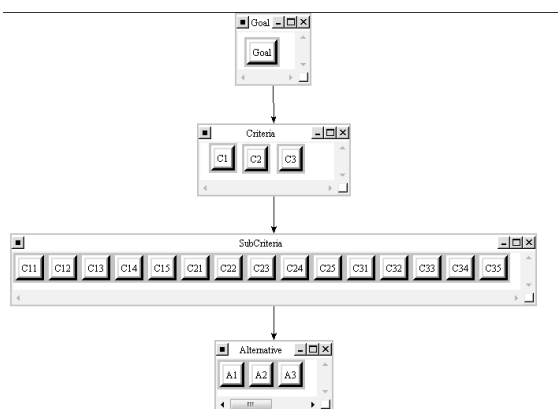 Goal
Goal
Criteria
C1 C2 C3
SubCriteria
C11 C12 C13 C14 C15 C21 C22 C23 C24 C25 C31 C32 C33 C34 C35
Alternative
A1 A2 A3